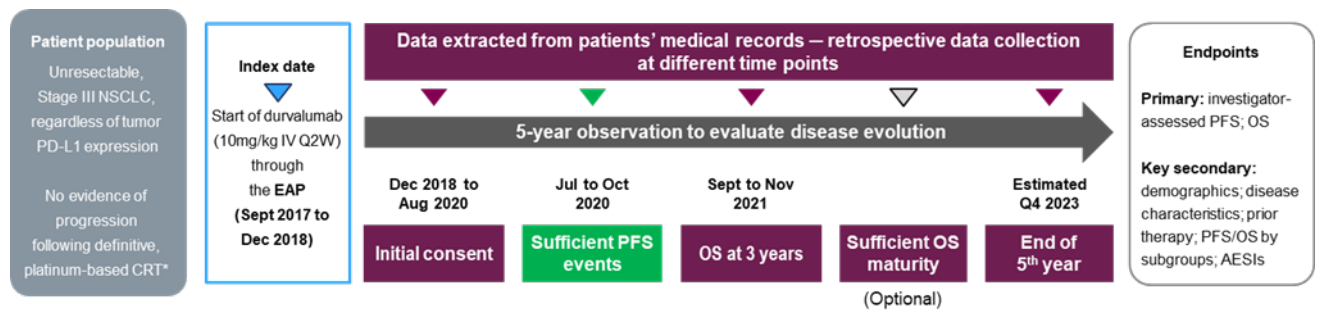 Patient population
Unresectable,
Stage III NSCLC,
regardless of tumor
PD-L1 expression
No evidence of
progression
following definitive,
platinum-based CRT*
Index date
Start of durvalumab
(10mg/kg IV Q2W)
through
the EAP
(Sept 2017 to
Dec 2018)
Data extracted from patients' medical records — retrospective data collection
at different time points
5-year observation to evaluate disease evolution
Dec 2018 to
Aug 2020
Initial consent
Jul to Oct
2020
Sufficient PFS
events
Sept to Nov
2021
OS at 3 years
Sufficient OS
maturity
(Optional)
Estimated
Q4 2023
End of
5th year
Endpoints
Primary: investigator-
assessed PFS; OS
Key secondary:
demographics; disease
characteristics; prior
therapy; PFS/OS by
subgroups; AESIs